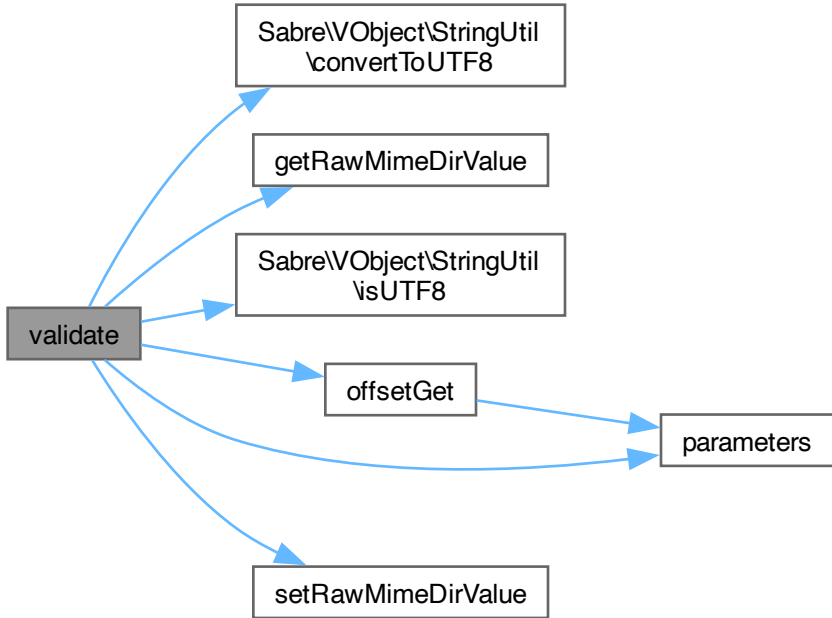 Sabre\VObject\StringUtil
\convertToUTF8
getRawMimeDirValue
Sabre\VObject\StringUtil
\isUTF8
validate
offsetGet
parameters
setRawMimeDirValue